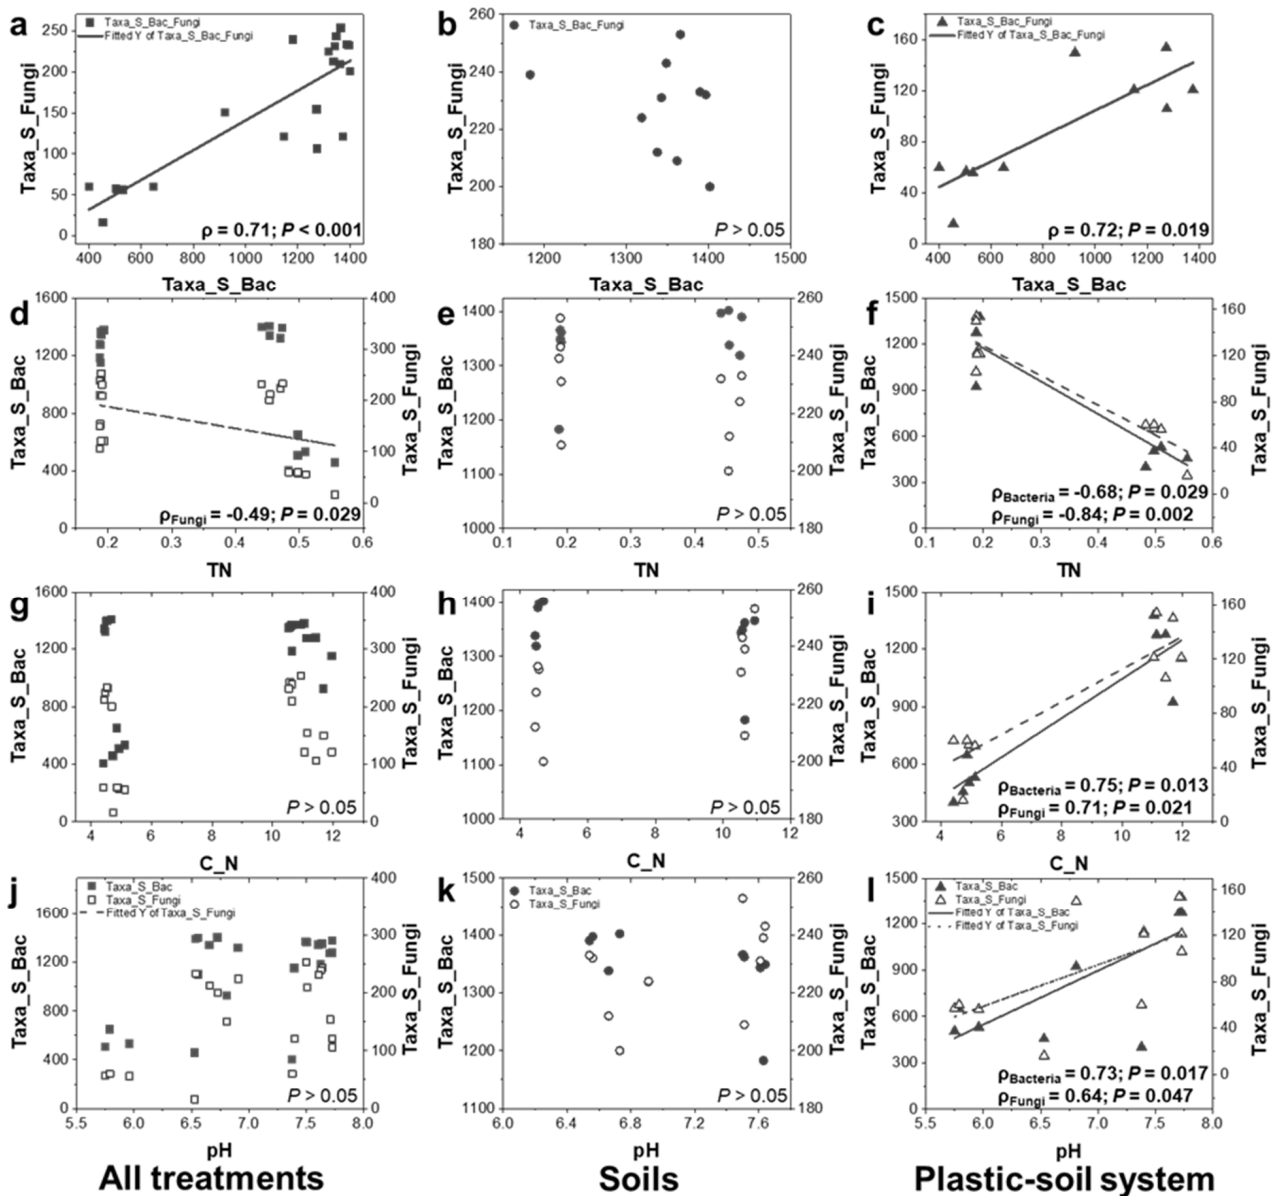 a
Taxa_S_Bac_Fungi
Fitted Y of Taxa_S_Bac_Fungi
Taxa_S_Fungi
250
200
150
100
50
0
ρ = 0.71; P < 0.001
400 600 800 1000 1200 1400
Taxa_S_Bac
b
Taxa_S_Bac_Fungi
Taxa_S_Fungi
260
240
220
200
180
P > 0.05
1200 1300 1400 1500
Taxa_S_Bac
c
Taxa_S_Bac_Fungi
Fitted Y of Taxa_S_Bac_Fungi
Taxa_S_Fungi
160
120
80
40
0
ρ = 0.72; P = 0.019
400 600 800 1000 1200 1400
Taxa_S_Bac
d
Taxa_S_Bac
1600
1200
800
400
0
Taxa_S_Fungi
400
300
200
100
0
ρFungi = -0.49; P = 0.029
0.2 0.3 0.4 0.5 0.6
TN
e
Taxa_S_Bac
1400
1300
1200
1100
1000
Taxa_S_Fungi
260
240
220
200
180
P > 0.05
0.1 0.2 0.3 0.4 0.5
TN
f
Taxa_S_Bac
1500
1200
900
600
300
0
Taxa_S_Fungi
160
120
80
40
0
ρBacteria = -0.68; P = 0.029
ρFungi = -0.84; P = 0.002
0.1 0.2 0.3 0.4 0.5 0.6
TN
g
Taxa_S_Bac
1600
1200
800
400
0
Taxa_S_Fungi
400
300
200
100
0
P > 0.05
4 6 8 10 12
C_N
h
Taxa_S_Bac
1400
1300
1200
1100
1000
Taxa_S_Fungi
260
240
220
200
180
P > 0.05
4 6 8 10 12
C_N
i
Taxa_S_Bac
1500
1200
900
600
300
Taxa_S_Fungi
160
120
80
40
0
ρBacteria = 0.75; P = 0.013
ρFungi = 0.71; P = 0.021
4 6 8 10 12
C_N
j
Taxa_S_Bac
Taxa_S_Fungi
Fitted Y of Taxa_S_Fungi
Taxa_S_Bac
1600
1200
800
400
0
Taxa_S_Fungi
400
300
200
100
0
P > 0.05
5.5 6.0 6.5 7.0 7.5 8.0
pH
k
Taxa_S_Bac
Taxa_S_Fungi
Taxa_S_Bac
1500
1400
1300
1200
1100
Taxa_S_Fungi
260
240
220
200
180
P > 0.05
6.0 6.4 6.8 7.2 7.6
pH
l
Taxa_S_Bac
Taxa_S_Fungi
Fitted Y of Taxa_S_Bac
Fitted Y of Taxa_S_Fungi
Taxa_S_Bac
1500
1200
900
600
300
0
Taxa_S_Fungi
160
120
80
40
0
ρBacteria = 0.73; P = 0.017
ρFungi = 0.64; P = 0.047
5.5 6.0 6.5 7.0 7.5 8.0
pH
All treatments
Soils
Plastic-soil system